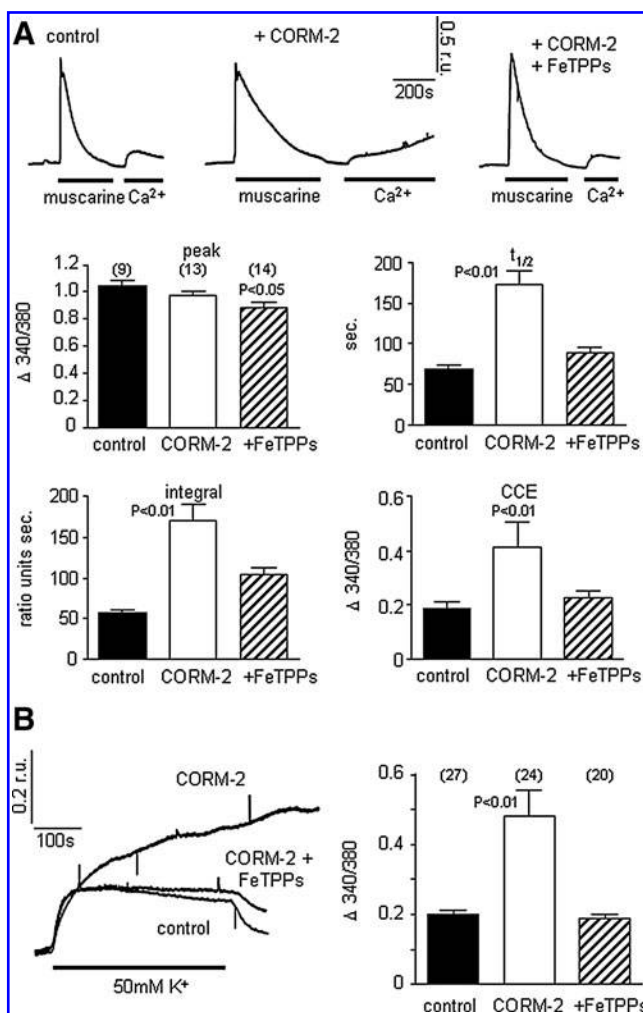 A
control
+ CORM-2
0.5 r.u.
200s
+ CORM-2
+ FeTPPs
muscarine Ca²⁺
muscarine
Ca²⁺
muscarine
Ca²⁺
peak
(9)
(13)
(14)
P<0.05
1.2
1.0
0.8
0.6
0.4
0.2
0
Δ 340/380
control
CORM-2
+FeTPPs
t1/2
P<0.01
200
150
100
50
0
sec.
control
CORM-2
+FeTPPs
integral
P<0.01
200
150
100
50
0
ratio units sec.
control
CORM-2
+FeTPPs
CCE
P<0.01
0.6
0.4
0.2
0
Δ 340/380
control
CORM-2
+FeTPPs
B
0.2 r.u.
100s
CORM-2
CORM-2 +
FeTPPs
control
50mM K⁺
(27)
(24)
(20)
P<0.01
0.6
0.4
0.2
0
Δ 340/380
control
CORM-2
+FeTPPs